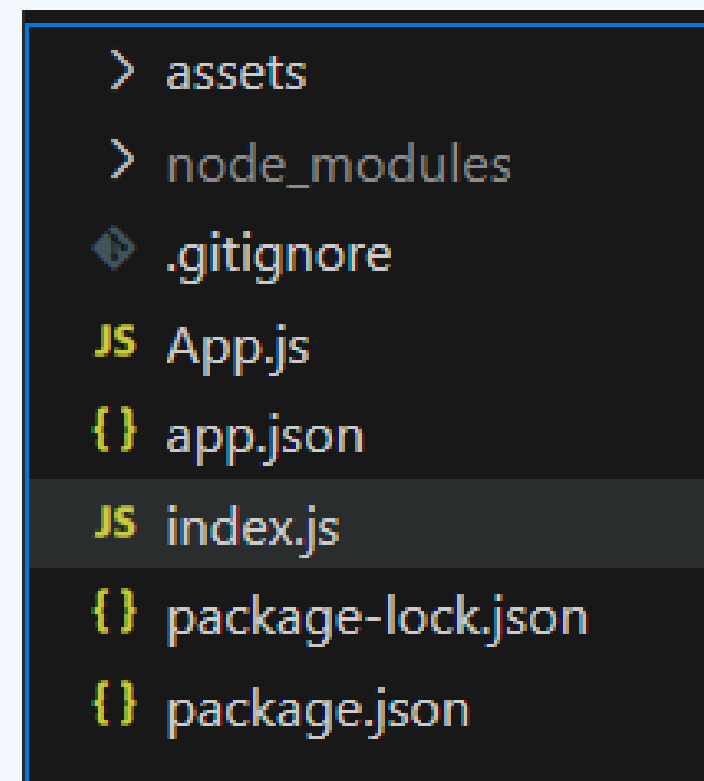 assets
node_modules
.gitignore
JS App.js
{} app.json
JS index.js
{} package-lock.json
{} package.json